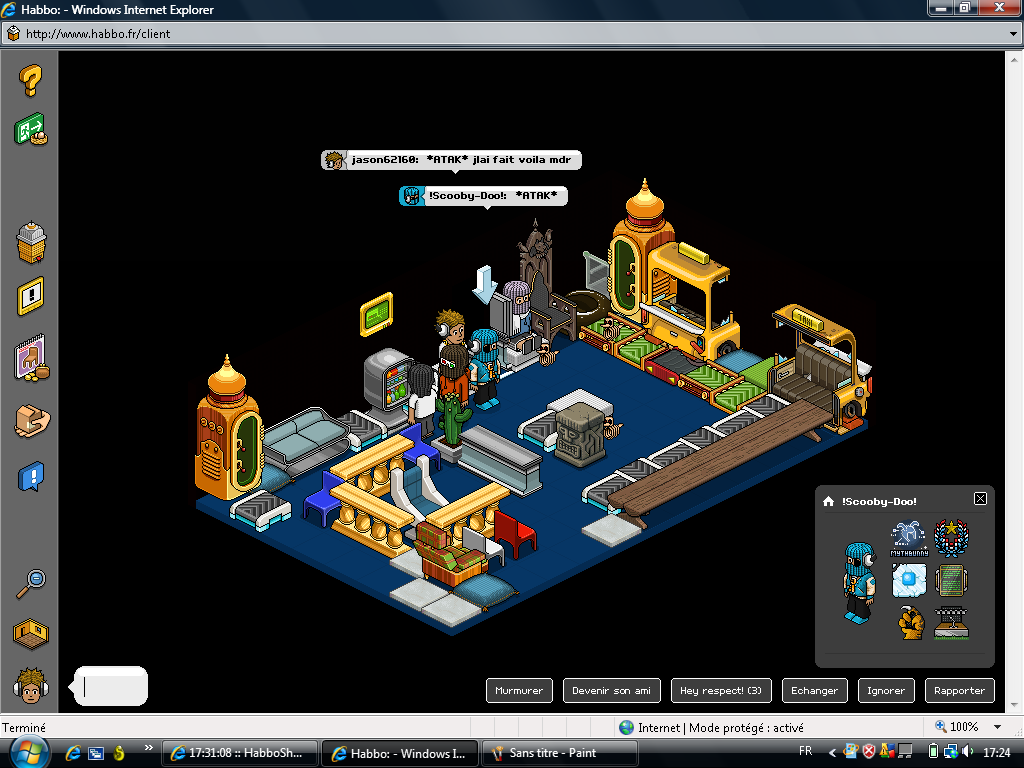 Habbo: - Windows Internet Explorer
http://www.habbo.fr/client
jason62160: *ATAK* jlai fait voila mdr
!Scooby-Doo!: *ATAK*
TAXI
!Scooby-Doo!
MYTHBUNNY
Murmurer
Devenir son ami
Hey respect! (3)
Echanger
Ignorer
Rapporter
Terminé
Internet | Mode protégé : activé
100%
17:31:08 :: HabboSh...
Habbo: - Windows I...
Sans titre - Paint
FR
17:24